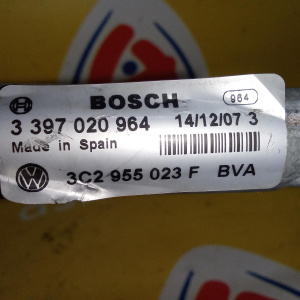 BOSCH
964
3 397 020 964 14/12/07 3
Made in Spain
3C2 955 023 F BVA